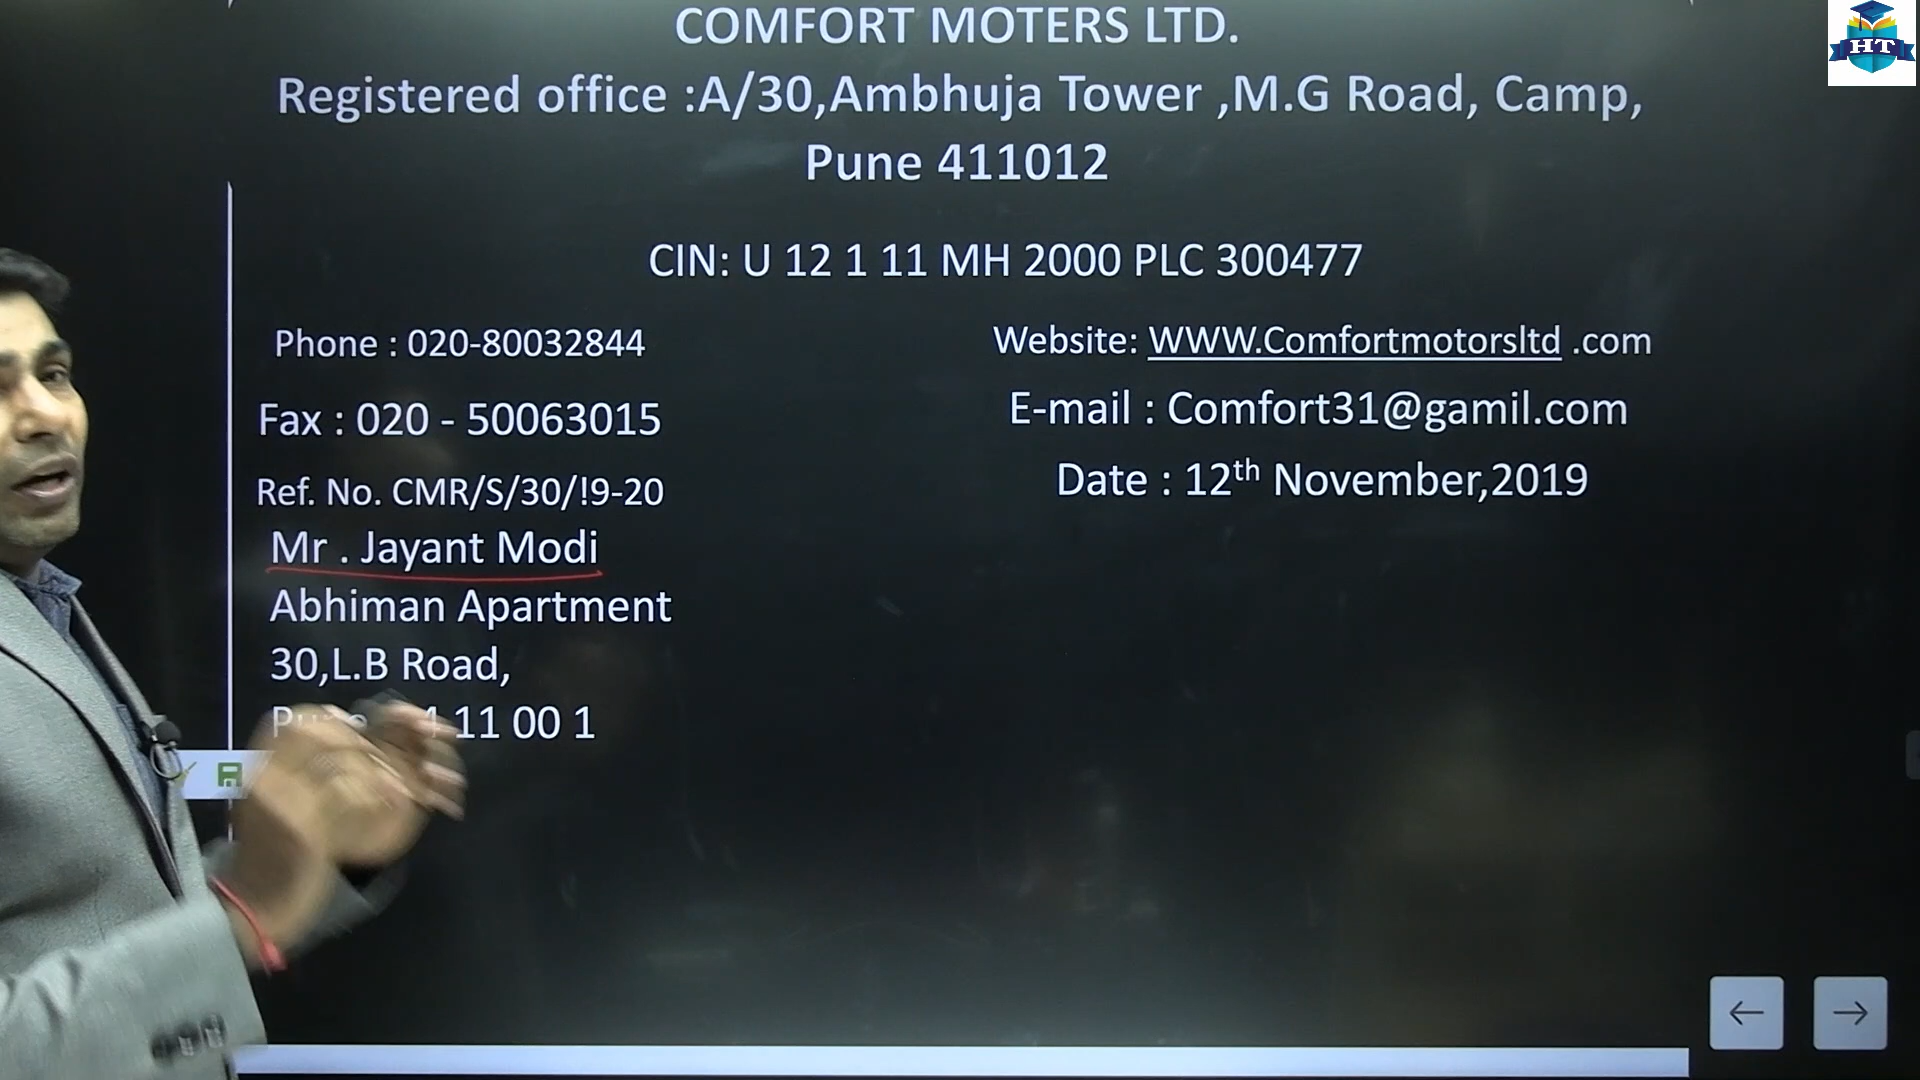 HT
COMFORT MOTERS LTD.
Registered office :A/30,Ambhuja Tower ,M.G Road, Camp,
Pune 411012
CIN: U 12 1 11 MH 2000 PLC 300477
Phone : 020-80032844
Website: WWW.Comfortmotorsltd .com
Fax : 020 - 50063015
E-mail : Comfort31@gamil.com
Ref. No. CMR/S/30/!9-20
Date : 12th November,2019
Mr . Jayant Modi
Abhiman Apartment
30,L.B Road,
11 00 1